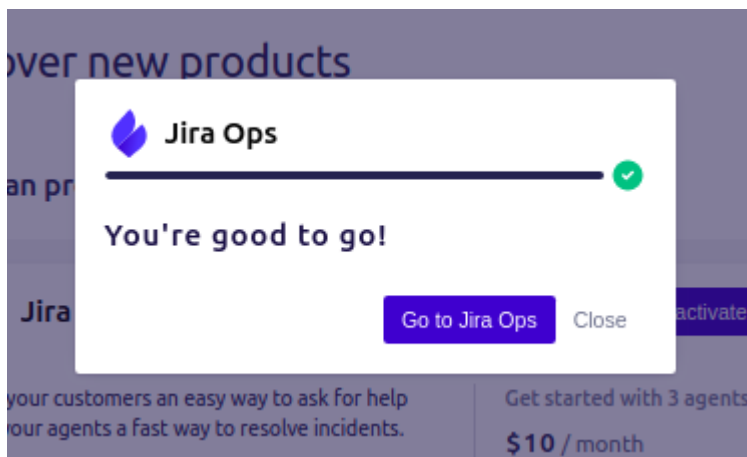 over new products
Jira Ops
an pr
You're good to go!
Jira
Go to Jira Ops
Close
activate
your customers an easy way to ask for help
your agents a fast way to resolve incidents.
Get started with 3 agents
$10 / month